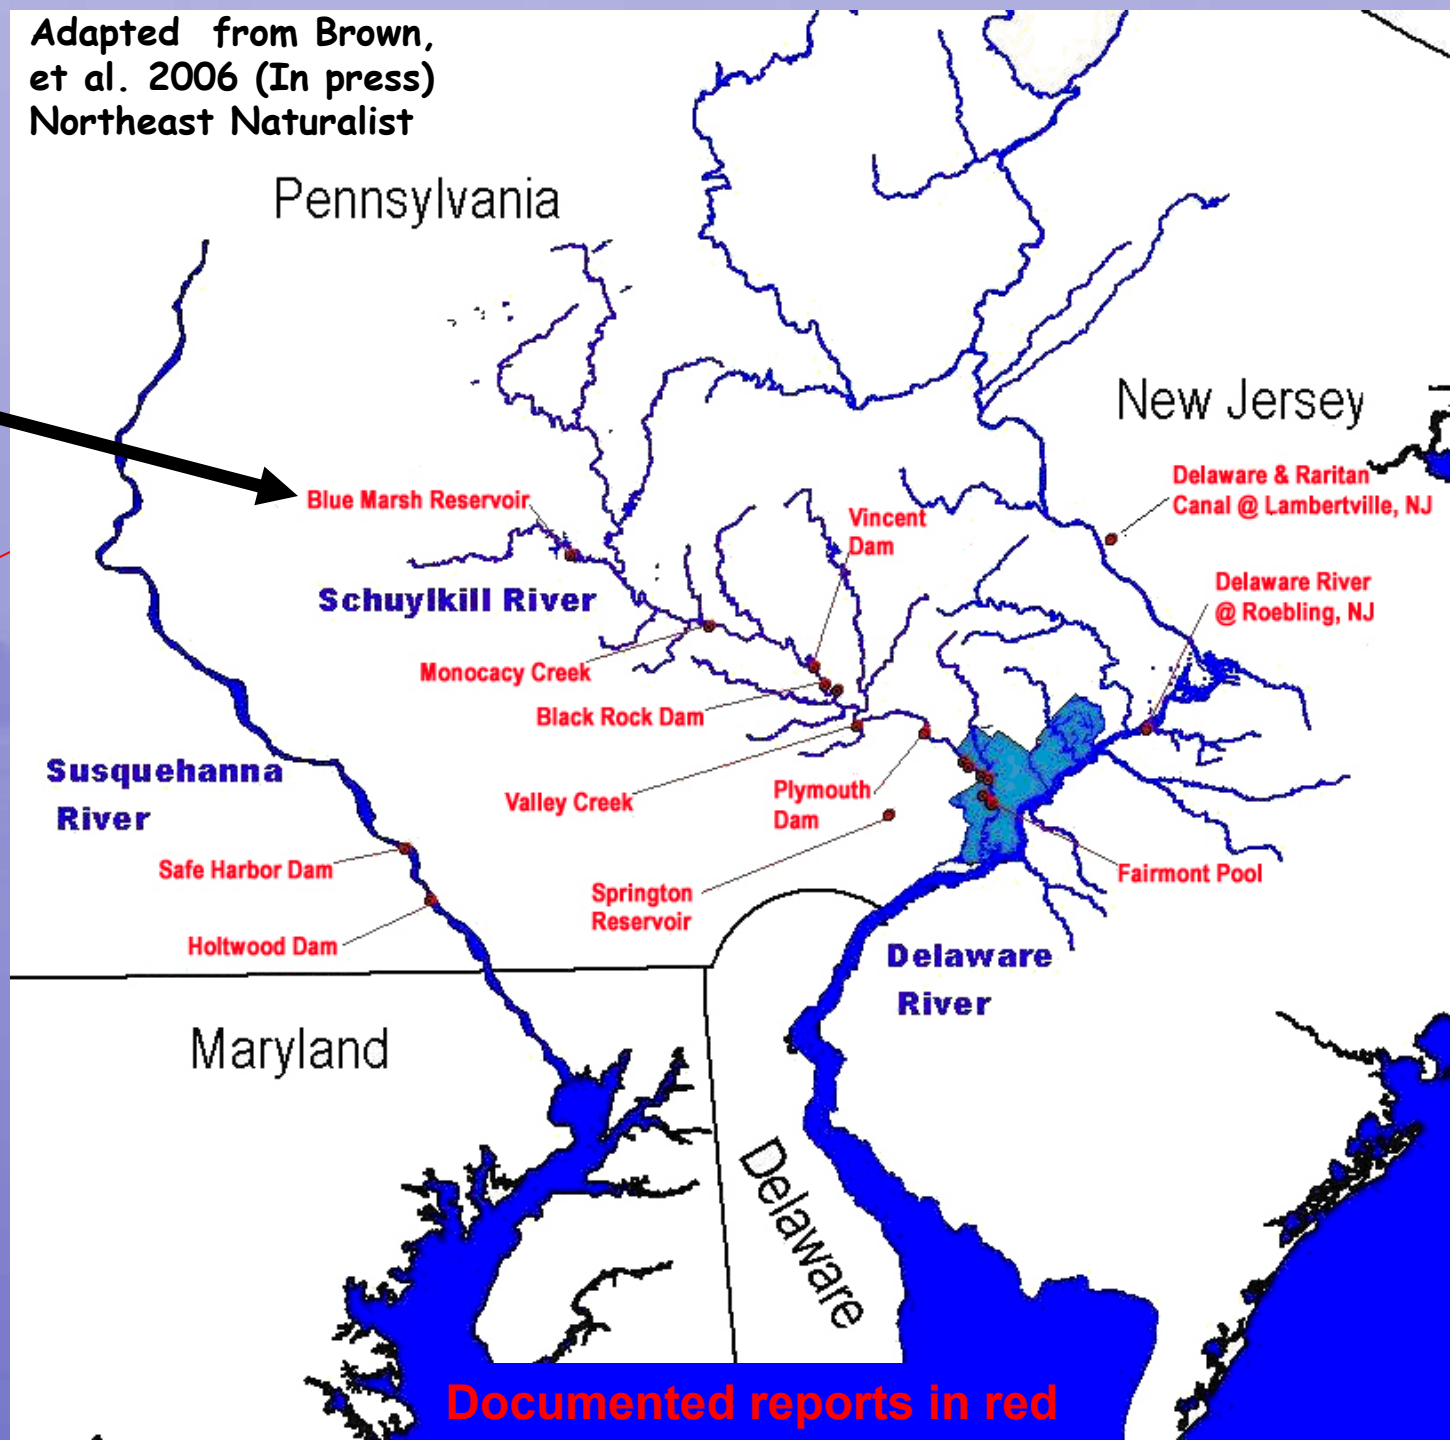 Adapted from Brown,
et al. 2006 (In press)
Northeast Naturalist
Pennsylvania
New Jersey
Delaware & Raritan
Canal @ Lambertville, NJ
Blue Marsh Reservoir
Vincent
Dam
Delaware River
@ Roebling, NJ
Schuylkill River
Monocacy Creek
Black Rock Dam
Susquehanna
River
Valley Creek
Plymouth
Dam
Safe Harbor Dam
Springton
Reservoir
Fairmont Pool
Holtwood Dam
Delaware
River
Maryland
Delaware
Documented reports in red